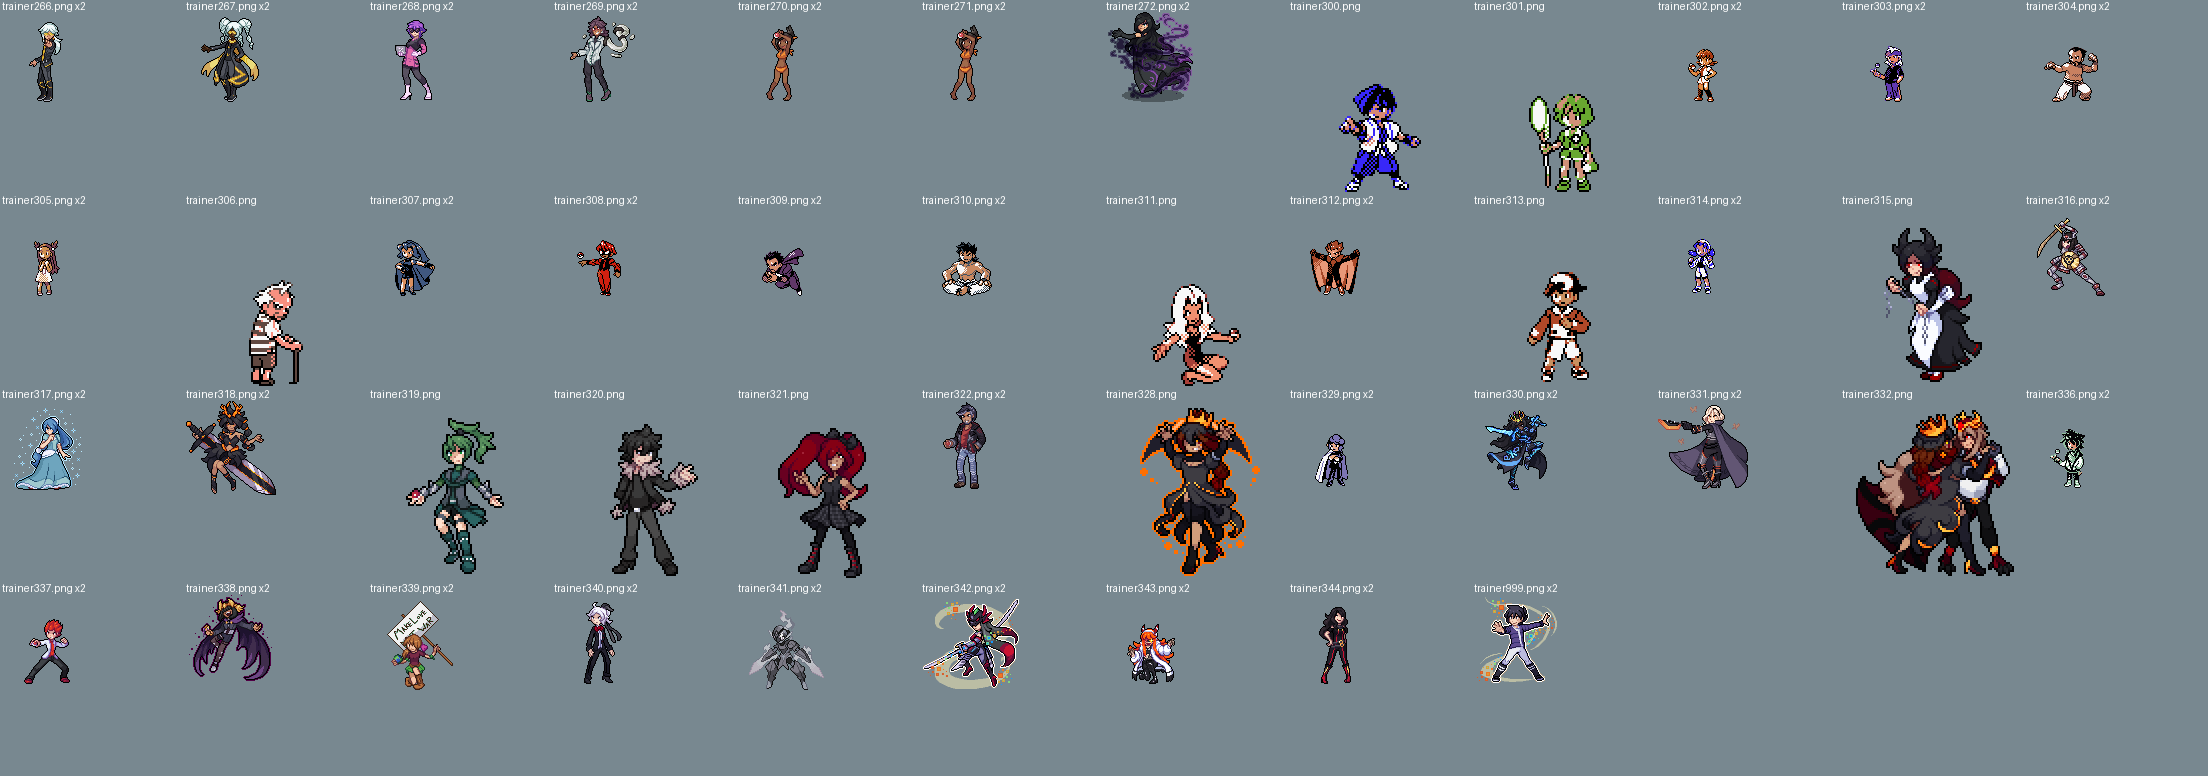 trainer266.png x2
trainer267.png x2
trainer268.png x2
trainer269.png x2
trainer270.png x2
trainer271.png x2
trainer272.png x2
trainer300.png
trainer301.png
trainer302.png x2
trainer303.png x2
trainer304.png x2
trainer305.png x2
trainer306.png
trainer307.png x2
trainer308.png x2
trainer309.png x2
trainer310.png x2
trainer311.png
trainer312.png x2
trainer313.png
trainer314.png x2
trainer315.png
trainer316.png x2
trainer317.png x2
trainer318.png x2
trainer319.png
trainer320.png
trainer321.png
trainer322.png x2
trainer328.png
trainer329.png x2
trainer330.png x2
trainer331.png x2
trainer332.png
trainer336.png x2
trainer337.png x2
trainer338.png x2
trainer339.png x2
trainer340.png x2
trainer341.png x2
trainer342.png x2
trainer343.png x2
trainer344.png x2
trainer999.png x2
MAKE LOVE
WAR